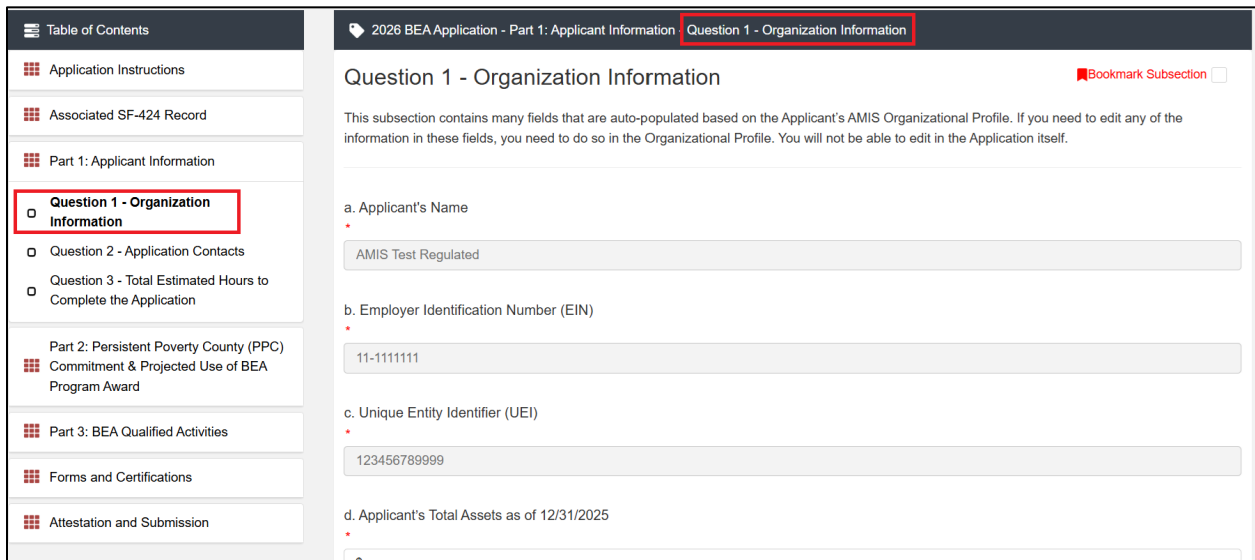 Table of Contents
Application Instructions
Associated SF-424 Record
Part 1: Applicant Information
Question 1 - Organization
Information
Question 2 - Application Contacts
Question 3 - Total Estimated Hours to
Complete the Application
Part 2: Persistent Poverty County (PPC)
Commitment & Projected Use of BEA
Program Award
Part 3: BEA Qualified Activities
Forms and Certifications
Attestation and Submission
2026 BEA Application - Part 1: Applicant Information - Question 1 - Organization Information
Question 1 - Organization Information
Bookmark Subsection
This subsection contains many fields that are auto-populated based on the Applicant's AMIS Organizational Profile. If you need to edit any of the
information in these fields, you need to do so in the Organizational Profile. You will not be able to edit in the Application itself.
a. Applicant's Name
*
AMIS Test Regulated
b. Employer Identification Number (EIN)
*
11-1111111
c. Unique Entity Identifier (UEI)
*
123456789999
d. Applicant's Total Assets as of 12/31/2025
*